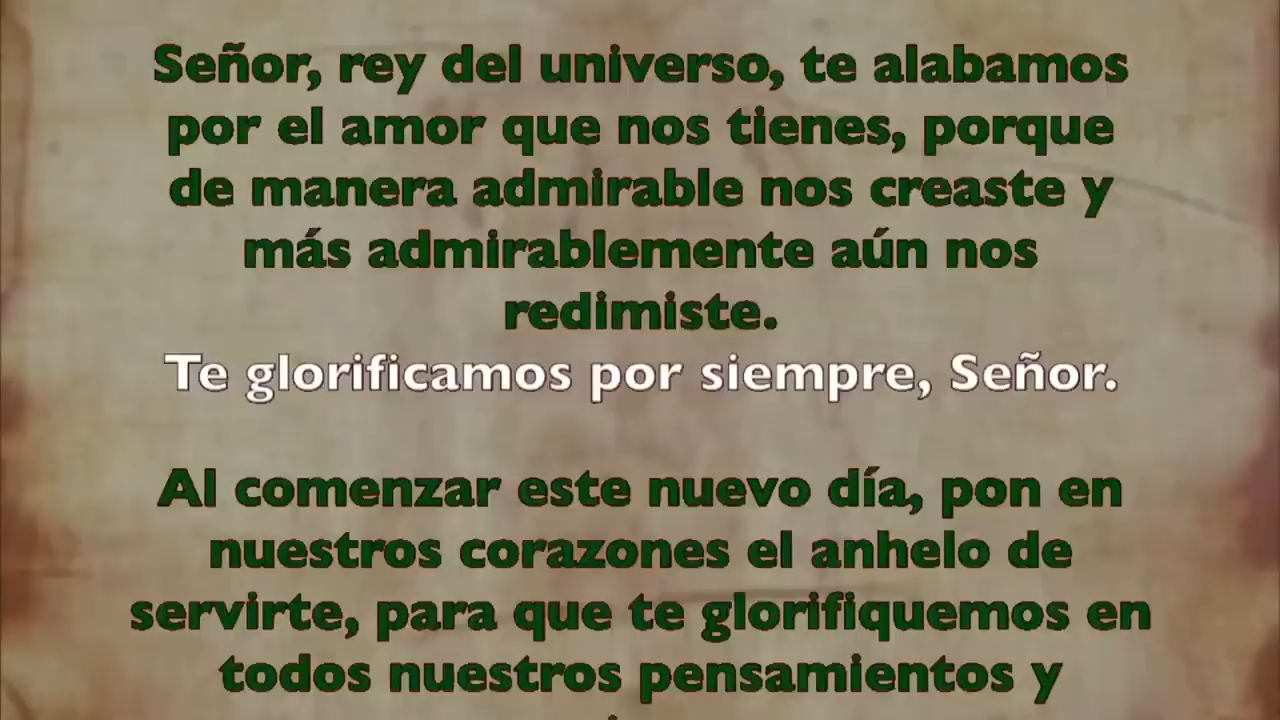 Señor, rey del universo, te alabamos
por el amor que nos tienes, porque
de manera admirable nos creaste y
más admirablemente aún nos
redimiste.
Te glorificamos por siempre, Señor.
Al comenzar este nuevo día, pon en
nuestros corazones el anhelo de
servirte, para que te glorifiquemos en
todos nuestros pensamientos y